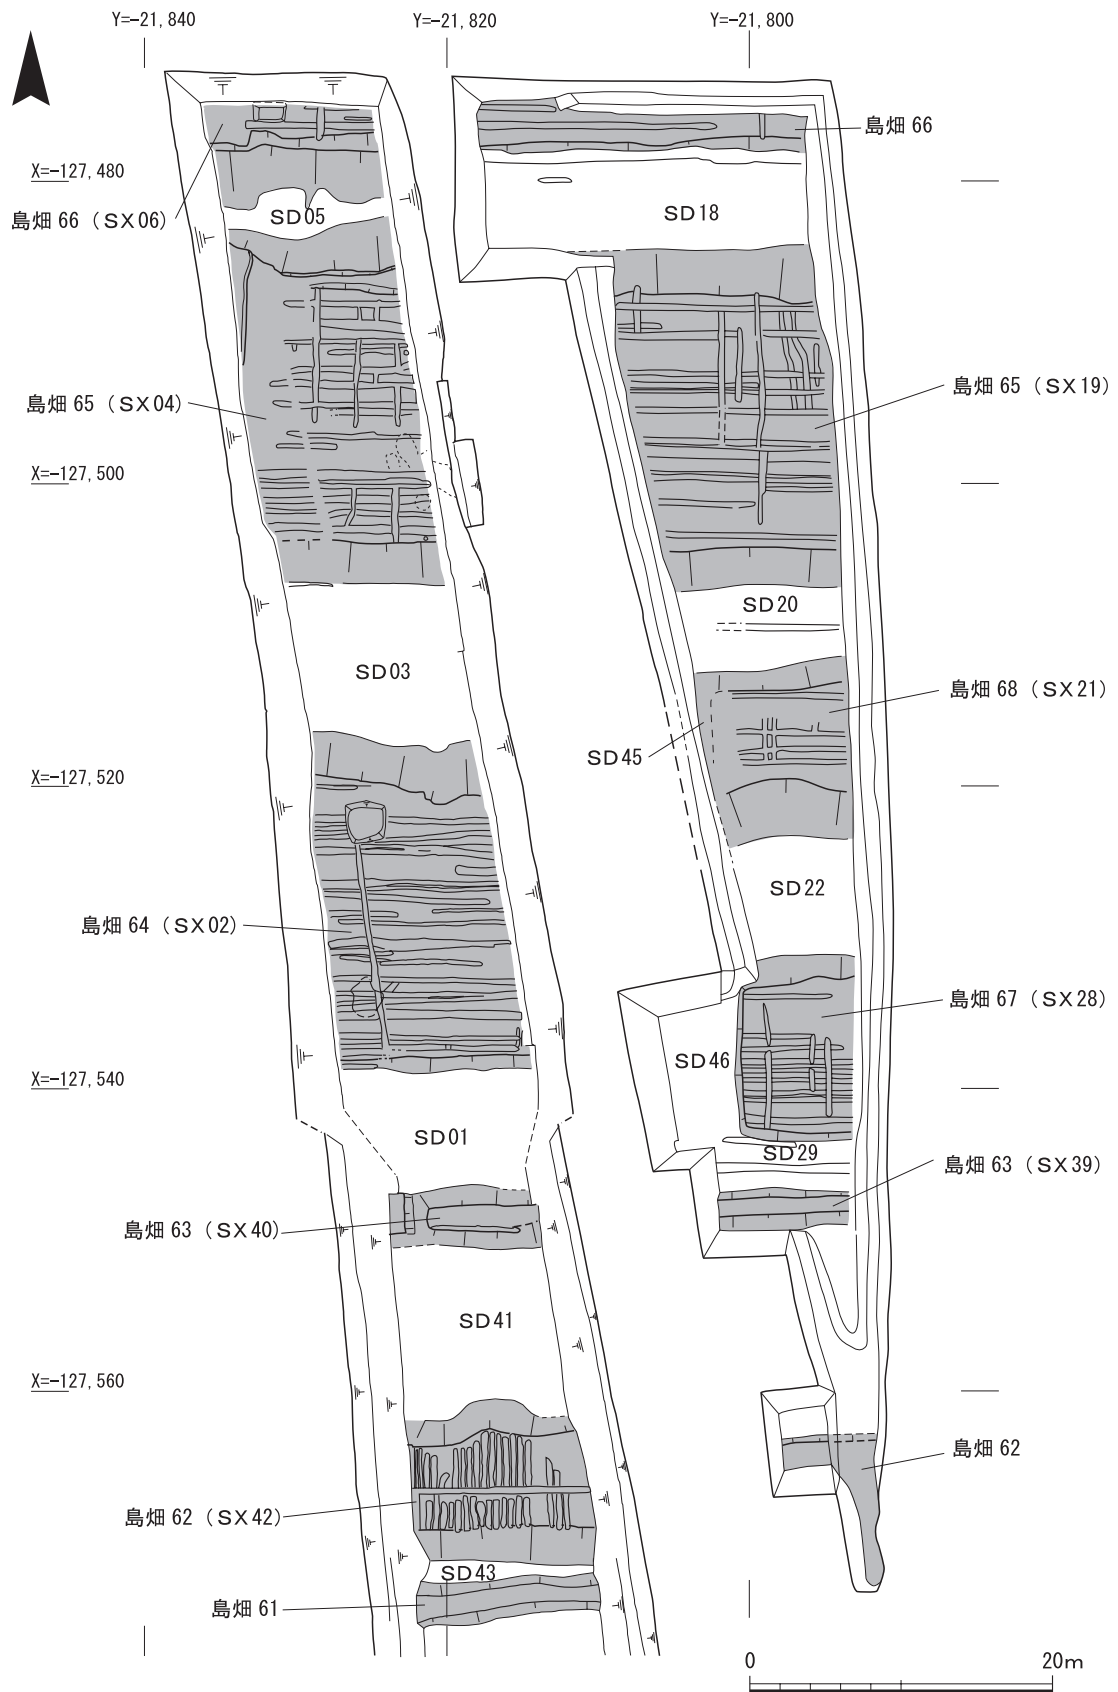 Y=-21,840
Y=-21,820
Y=-21,800
島畑 66
X=-127,480
島畑 66（SX06）
SD05
SD18
島畑 65（SX04）
島畑 65（SX19）
X=-127,500
SD20
SD03
島畑 68（SX21）
SD45
X=-127,520
SD22
島畑 64（SX02）
島畑 67（SX28）
SD46
X=-127,540
SD01
SD29
島畑 63（SX39）
島畑 63（SX40）
SD41
X=-127,560
島畑 62
島畑 62（SX42）
SD43
島畑 61
0
20m